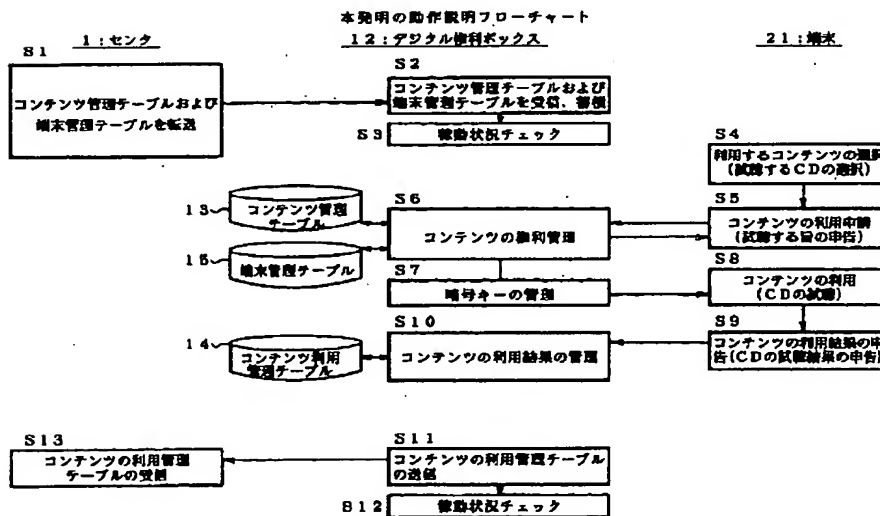 本発明の動作説明フローチャート
1:センタ
12:デジタル権利ボックス
21:端末
S1
コンテンツ管理テーブルおよび
端末管理テーブルを転送
S2
コンテンツ管理テーブルおよび
端末管理テーブルを受信、蓄積
S3
稼動状況チェック
S4
利用するコンテンツの選択
(試聴するCDの選択)
S5
コンテンツの利用申請
(試聴する旨の申告)
13
コンテンツ管理
テーブル
S6
コンテンツの権利管理
15
端末管理テーブル
S7
暗号キーの管理
S8
コンテンツの利用
(CDの試聴)
S9
コンテンツの利用結果の申
告(CDの試聴結果の申告)
14
コンテンツ利用
管理テーブル
S10
コンテンツの利用結果の管理
S13
コンテンツの利用管理
テーブルの受信
S11
コンテンツの利用管理テーブル
の送信
S12
稼動状況チェック